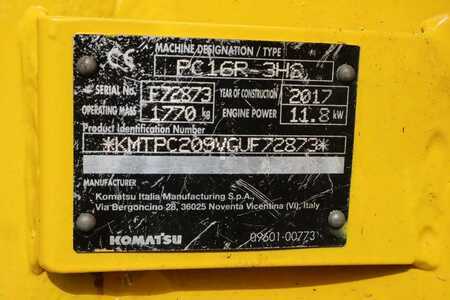 CE MACHINE DESIGNATION / TYPE
PC16R-3H8
SERIAL No. F72873 YEAR OF CONSTRUCTION 2017
OPERATING MASS 1770 kg ENGINE POWER 11.8 kW
Product Identification Number
*KMTPC209VGUF72873*
MANUFACTURER
Komatsu Italia Manufacturing S.p.A.
Via Bergoncino 28, 36025 Noventa Vicentina (VI), Italy
KOMATSU 09601-00773